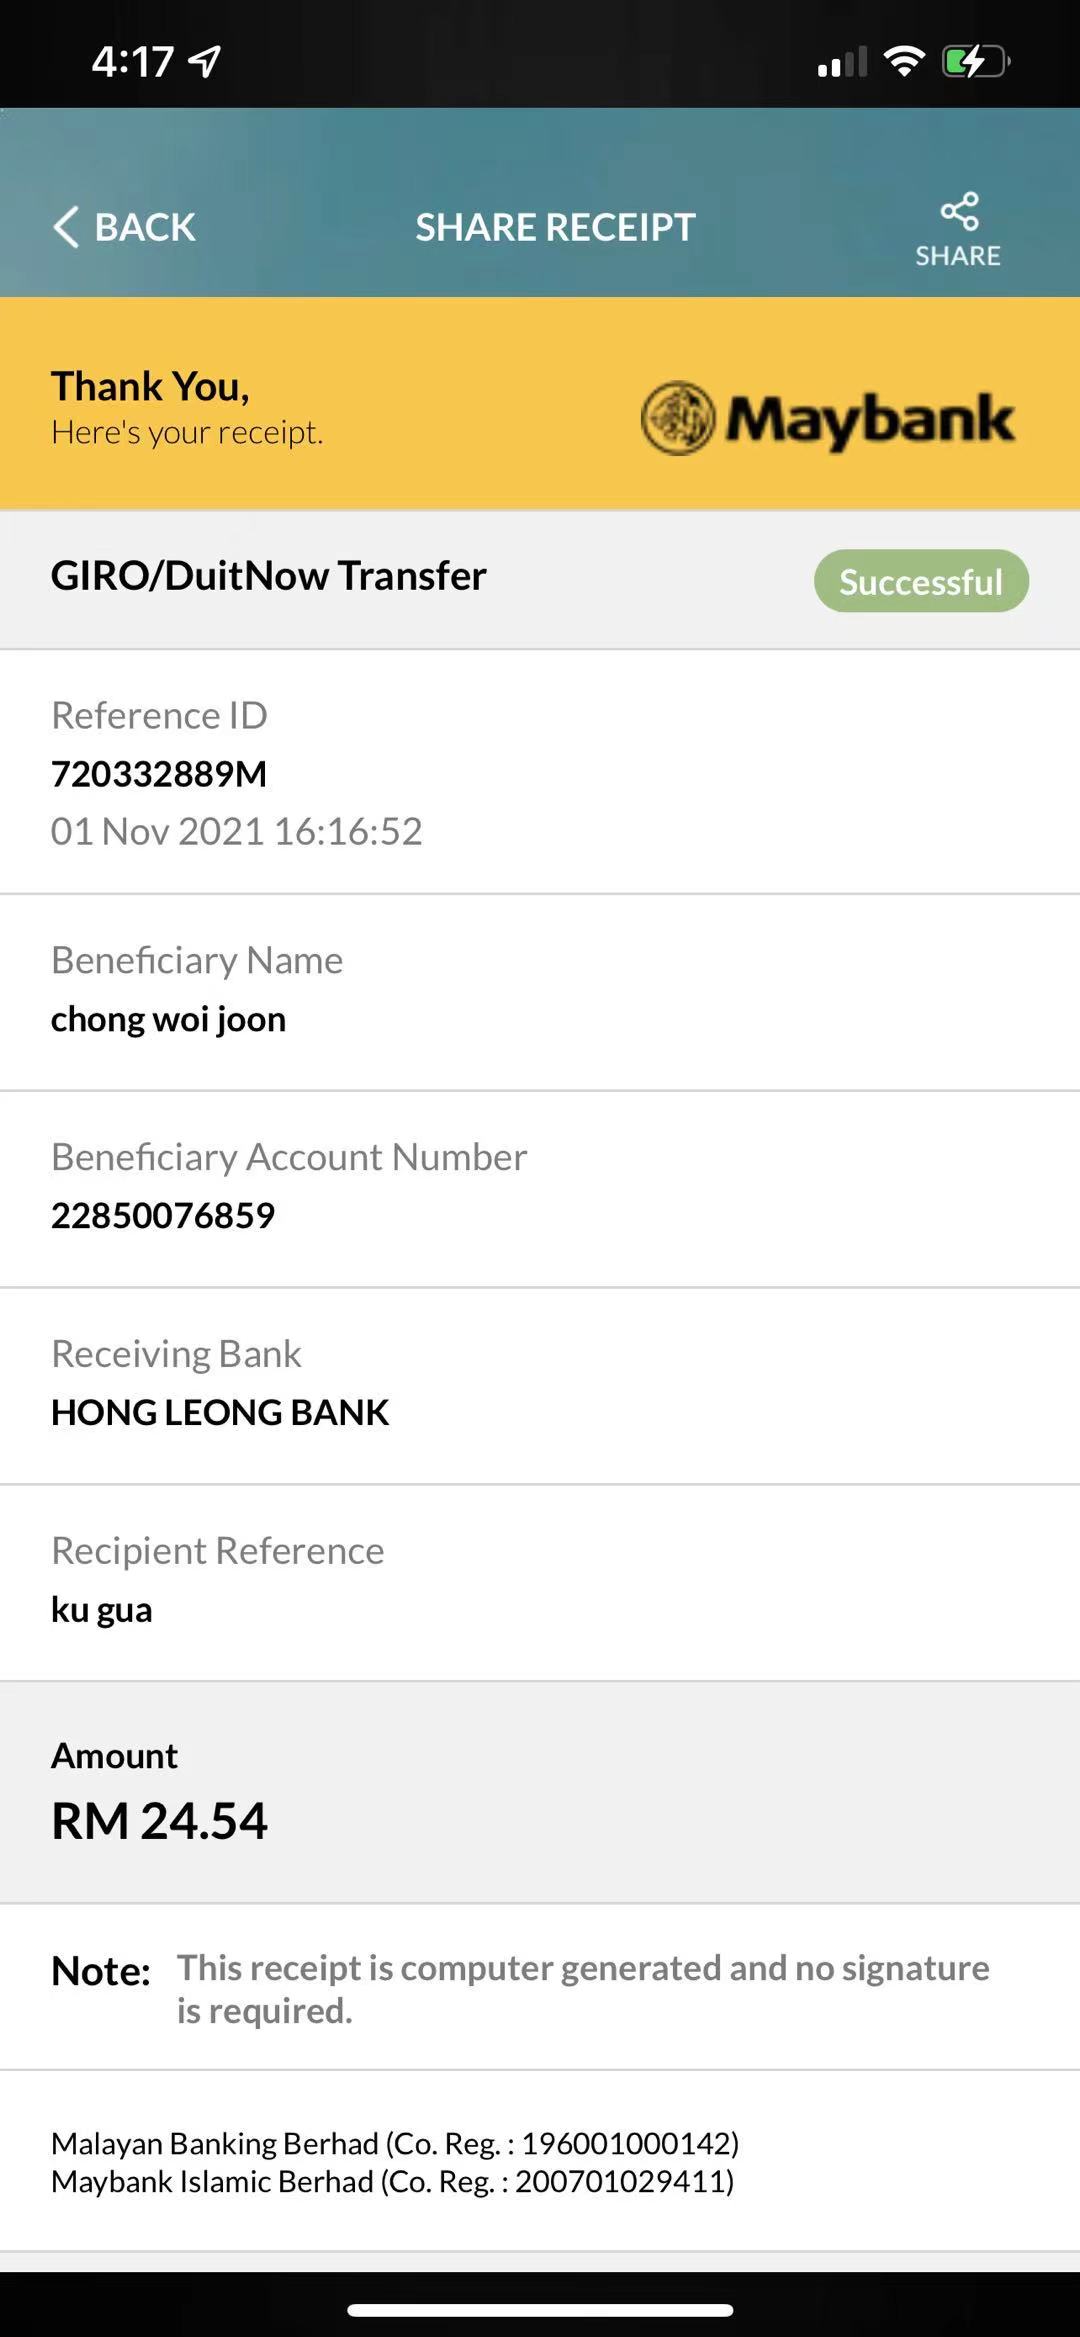 4:17
BACK
SHARE RECEIPT
SHARE
Thank You,
Here's your receipt.
Maybank
GIRO/DuitNow Transfer
Successful
Reference ID
720332889M
01 Nov 2021 16:16:52
Beneficiary Name
chong woi joon
Beneficiary Account Number
22850076859
Receiving Bank
HONG LEONG BANK
Recipient Reference
ku gua
Amount
RM 24.54
Note: This receipt is computer generated and no signature
is required.
Malayan Banking Berhad (Co. Reg. : 196001000142)
Maybank Islamic Berhad (Co. Reg. : 200701029411)